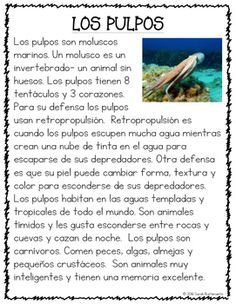 LOS PULPOS
Los pulpos son moluscos
marinos. Un molusco es un
invertebrado- un animal sin
huesos. Los pulpos tienen 8
tentáculos y 3 corazones.
Para su defensa los pulpos
usan retropropulsión. Retropropulsión es
cuando los pulpos escupen mucha agua mientras
crean una nube de tinta en el agua para
escaparse de sus depredadores. Otra defensa
es que su piel puede cambiar forma, textura y
color para esconderse de sus depredadores.
Los pulpos habitan en las aguas templadas y
tropicales de todo el mundo. Son animales
tímidos y les gusta esconderse entre rocas y
cuevas y cazan de noche. Los pulpos son
carnívoros. Comen peces, algas, almejas y
pequeños crustáceos. Son animales muy
inteligentes y tienen una memoria excelente.